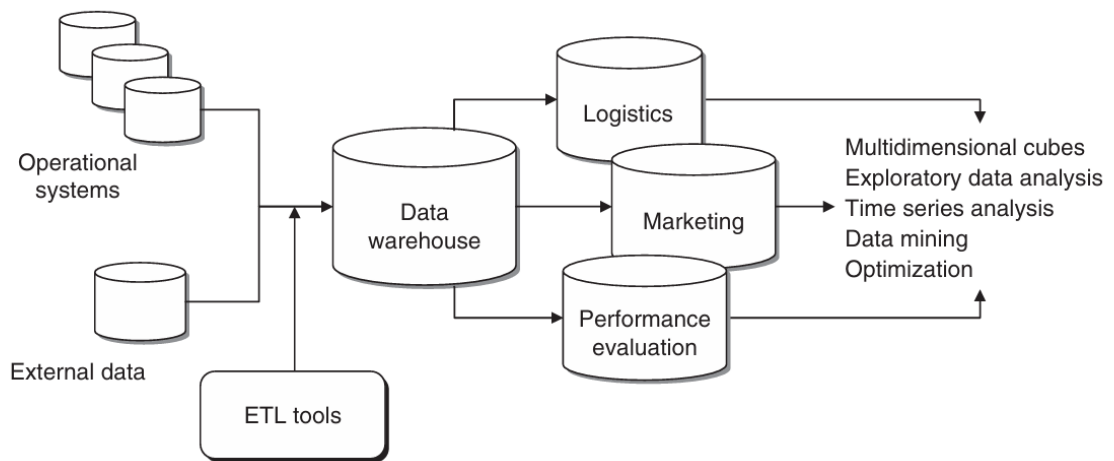 Operational
systems
External data
ETL tools
Data
warehouse
Logistics
Marketing
Performance
evaluation
Multidimensional cubes
Exploratory data analysis
Time series analysis
Data mining
Optimization